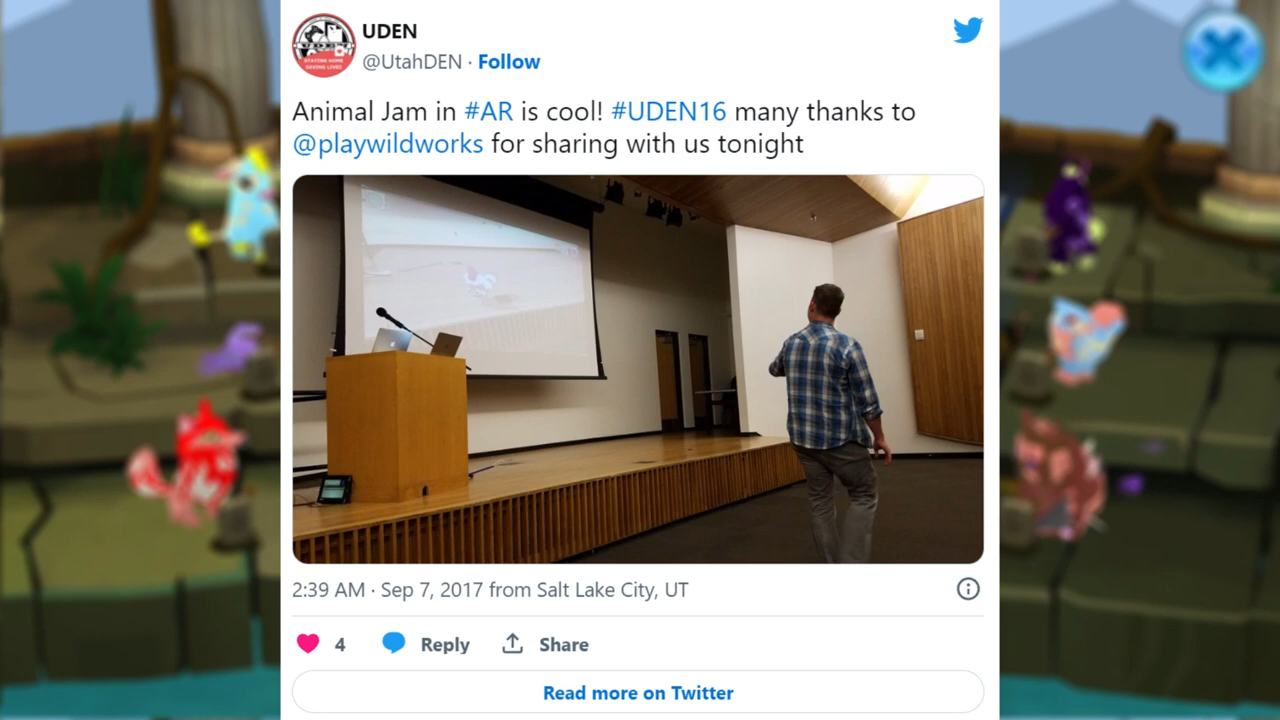 UDEN
@UtahDEN · Follow
Animal Jam in #AR is cool! #UDEN16 many thanks to
@playwildworks for sharing with us tonight
2:39 AM · Sep 7, 2017 from Salt Lake City, UT
4 Reply Share
Read more on Twitter